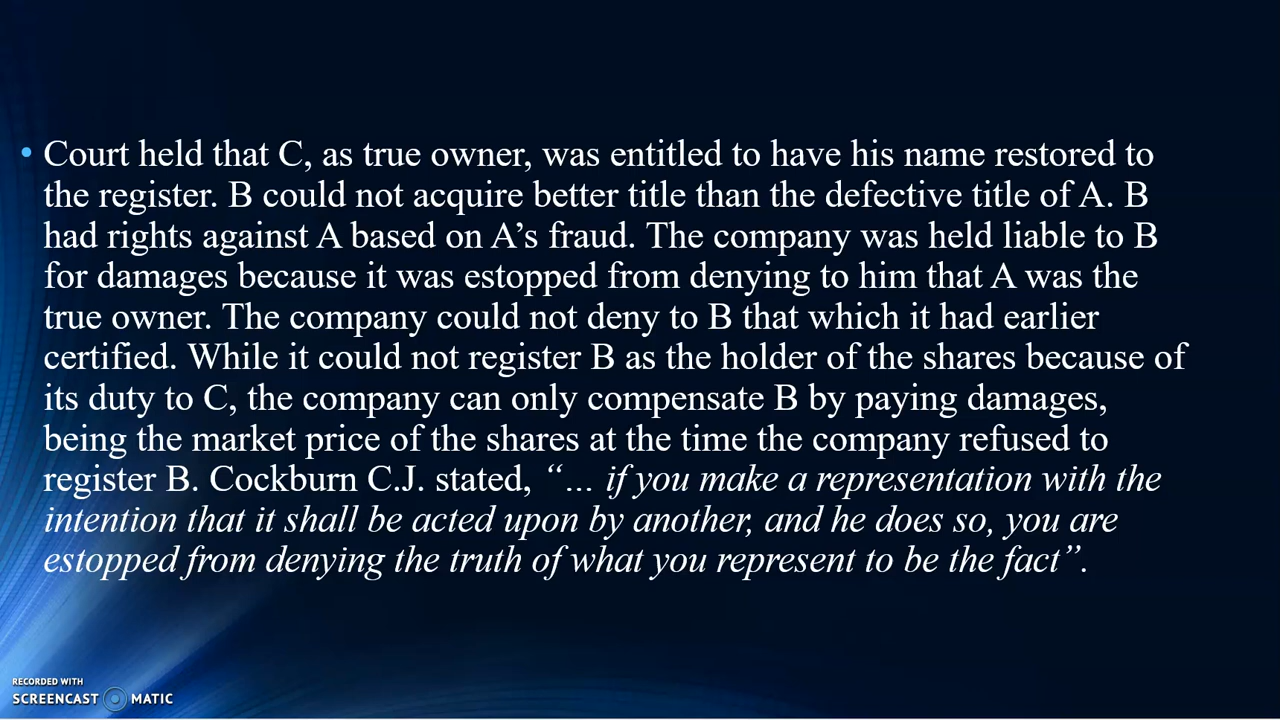 • Court held that C, as true owner, was entitled to have his name restored to
the register. B could not acquire better title than the defective title of A. B
had rights against A based on A’s fraud. The company was held liable to B
for damages because it was estopped from denying to him that A was the
true owner. The company could not deny to B that which it had earlier
certified. While it could not register B as the holder of the shares because of
its duty to C, the company can only compensate B by paying damages,
being the market price of the shares at the time the company refused to
register B. Cockburn C.J. stated, “… if you make a representation with the
intention that it shall be acted upon by another, and he does so, you are
estopped from denying the truth of what you represent to be the fact”.
RECORDED WITH
SCREENCAST MATIC